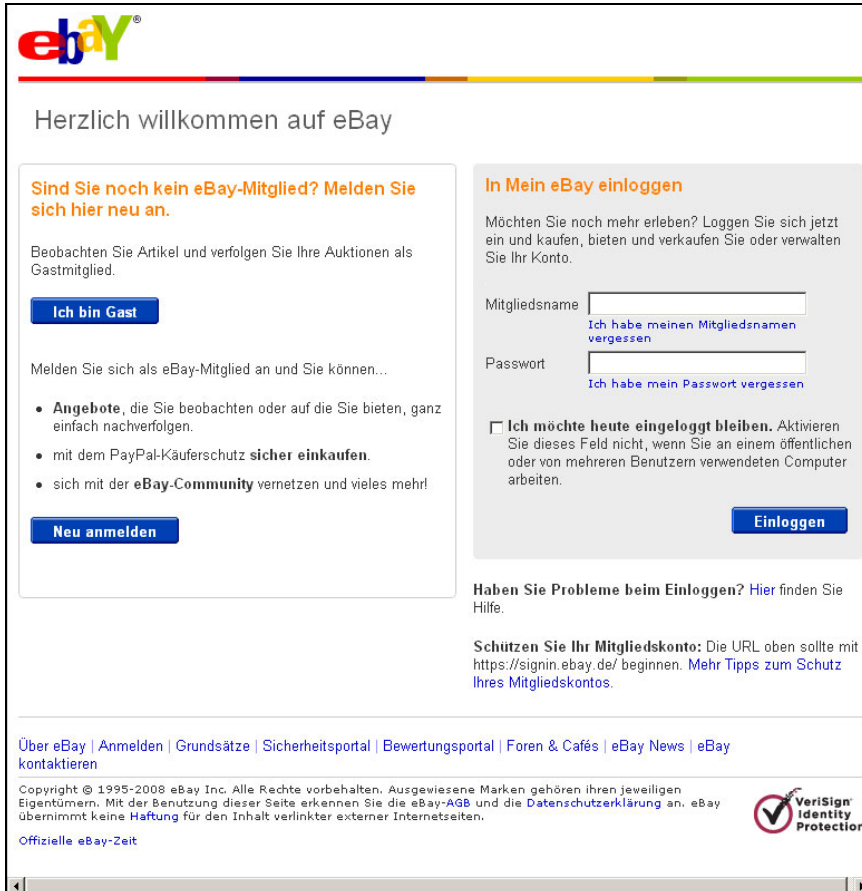 ebaY®
Herzlich willkommen auf eBay
Sind Sie noch kein eBay-Mitglied? Melden Sie
sich hier neu an.
Beobachten Sie Artikel und verfolgen Sie Ihre Auktionen als
Gastmitglied.
Ich bin Gast
Melden Sie sich als eBay-Mitglied an und Sie können...
• Angebote, die Sie beobachten oder auf die Sie bieten, ganz
einfach nachverfolgen.
• mit dem PayPal-Käuferschutz sicher einkaufen.
• sich mit der eBay-Community vernetzen und vieles mehr!
Neu anmelden
In Mein eBay einloggen
Möchten Sie noch mehr erleben? Loggen Sie sich jetzt
ein und kaufen, bieten und verkaufen Sie oder verwalten
Sie Ihr Konto.
Mitgliedsname
Ich habe meinen Mitgliedsnamen
vergessen
Passwort
Ich habe mein Passwort vergessen
Ich möchte heute eingeloggt bleiben. Aktivieren
Sie dieses Feld nicht, wenn Sie an einem öffentlichen
oder von mehreren Benutzern verwendeten Computer
arbeiten.
Einloggen
Haben Sie Probleme beim Einloggen? Hier finden Sie
Hilfe.
Schützen Sie Ihr Mitgliedskonto: Die URL oben sollte mit
https://signin.ebay.de/ beginnen. Mehr Tipps zum Schutz
Ihres Mitgliedskontos.
Über eBay | Anmelden | Grundsätze | Sicherheitsportal | Bewertungsportal | Foren & Cafés | eBay News | eBay
kontaktieren
Copyright © 1995-2008 eBay Inc. Alle Rechte vorbehalten. Ausgewiesene Marken gehören ihren jeweiligen
Eigentümern. Mit der Benutzung dieser Seite erkennen Sie die eBay-AGB und die Datenschutzerklärung an. eBay
übernimmt keine Haftung für den Inhalt verlinkter externer Internetseiten.
Offizielle eBay-Zeit
VeriSign
Identity
Protection